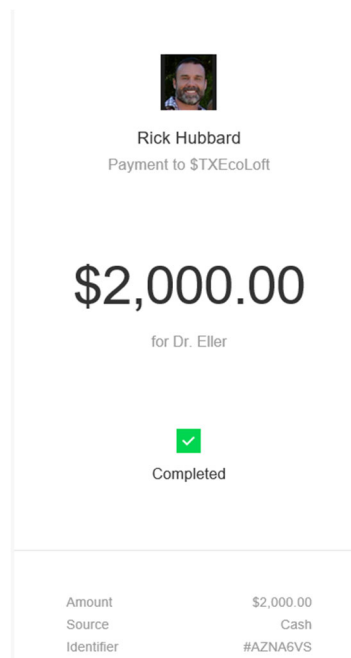 Rick Hubbard
Payment to $TXEcoLoft
$2,000.00
for Dr. Eller
Completed
Amount $2,000.00
Source Cash
Identifier #AZNA6VS